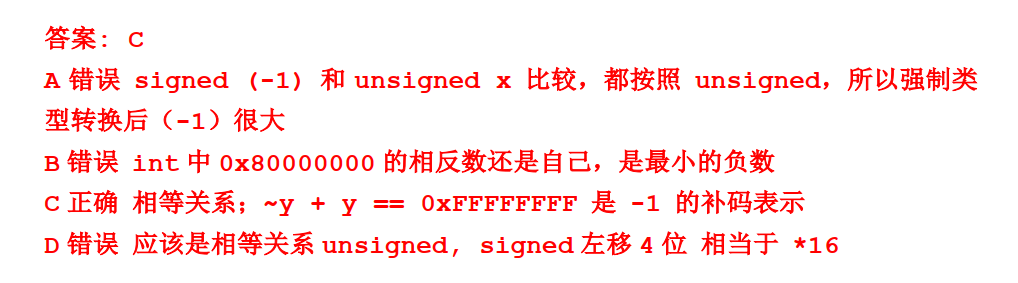 答案: C
A 错误 signed (-1) 和 unsigned x 比较，都按照 unsigned，所以强制类
型转换后（-1）很大
B 错误 int 中 0x80000000 的相反数还是自己，是最小的负数
C 正确 相等关系；~y + y == 0xFFFFFFFF 是 -1 的补码表示
D 错误 应该是相等关系 unsigned, signed 左移 4 位 相当于 *16